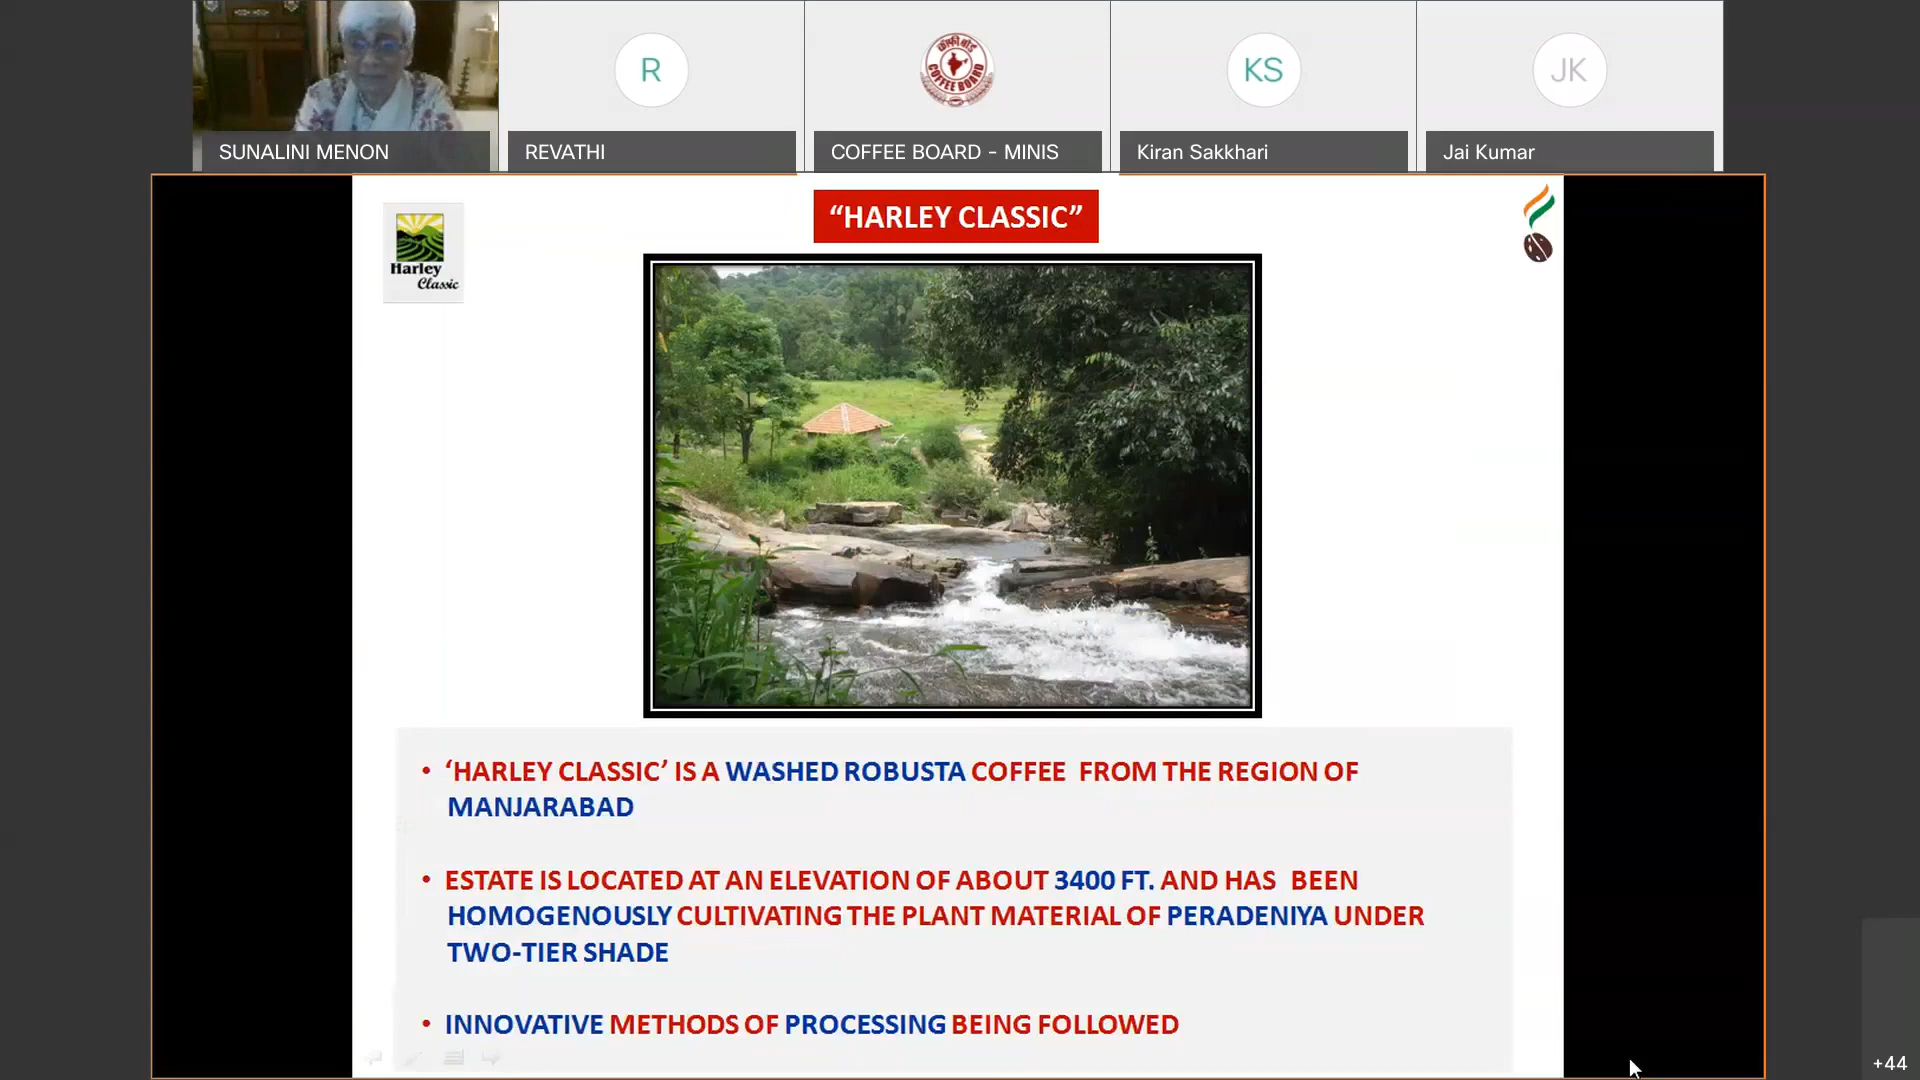 R
कॉफी बोर्ड
COFFEE BOARD
KS
JK
SUNALINI MENON
REVATHI
COFFEE BOARD - MINIS
Kiran Sakkhari
Jai Kumar
“HARLEY CLASSIC”
Harley
Classic
• ‘HARLEY CLASSIC’ IS A WASHED ROBUSTA COFFEE FROM THE REGION OF
MANJARABAD
• ESTATE IS LOCATED AT AN ELEVATION OF ABOUT 3400 FT. AND HAS BEEN
HOMOGENOUSLY CULTIVATING THE PLANT MATERIAL OF PERADENIYA UNDER
TWO-TIER SHADE
• INNOVATIVE METHODS OF PROCESSING BEING FOLLOWED
+44